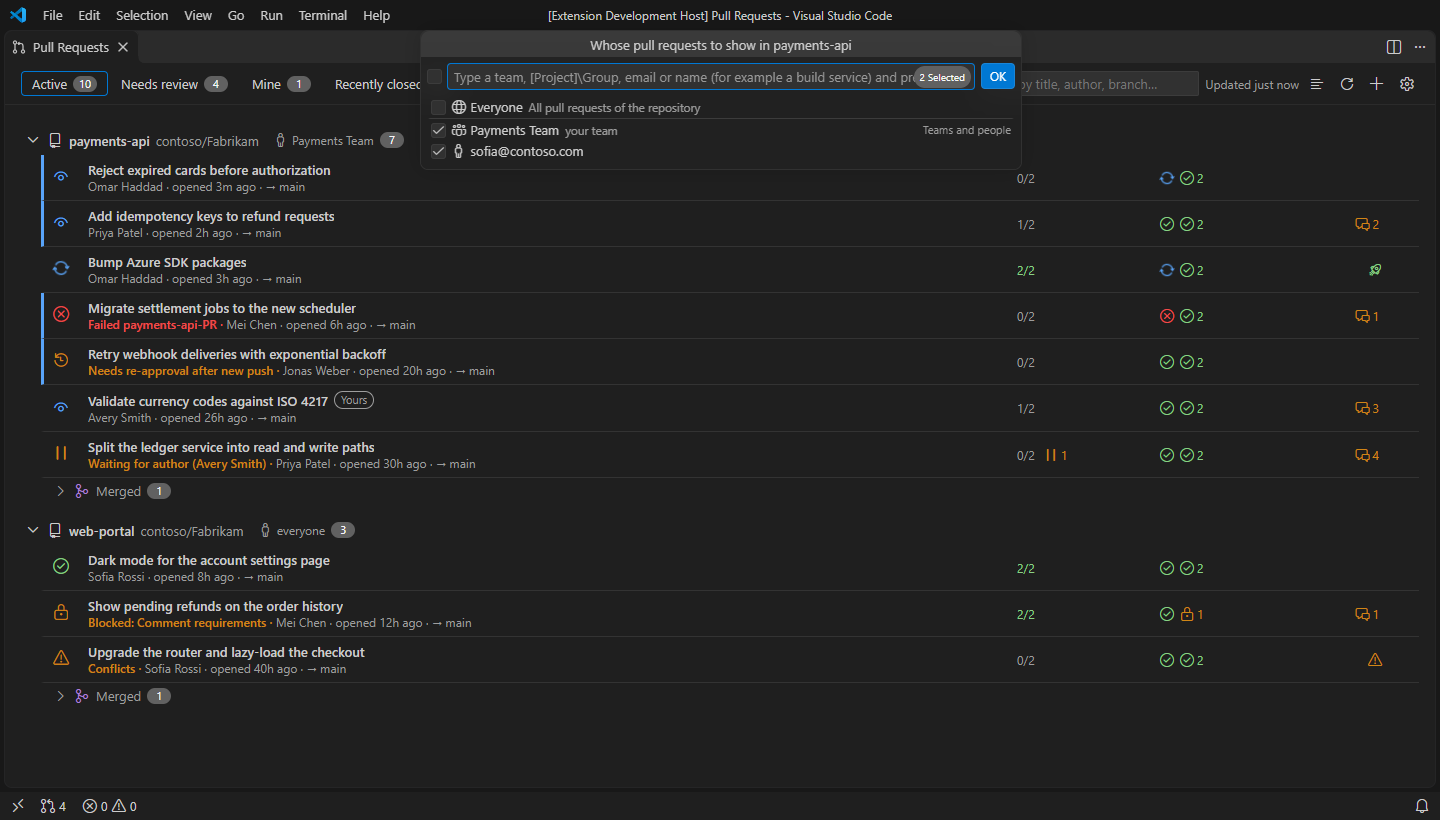 File Edit Selection View Go Run Terminal Help [Extension Development Host] Pull Requests - Visual Studio Code
Pull Requests
Whose pull requests to show in payments-api
Type a team, [Project]\Group, email or name (for example a build service) and pr
2 Selected
OK
Everyone All pull requests of the repository
Payments Team your team Teams and people
sofia@contoso.com
Active 10 Needs review 4 Mine 1 Recently closed
by title, author, branch... Updated just now
payments-api contoso/Fabrikam Payments Team 7
Reject expired cards before authorization
Omar Haddad · opened 3m ago · → main
0/2 2
Add idempotency keys to refund requests
Priya Patel · opened 2h ago · → main
1/2 2 2
Bump Azure SDK packages
Omar Haddad · opened 3h ago · → main
2/2 2
Migrate settlement jobs to the new scheduler
Failed payments-api-PR · Mei Chen · opened 6h ago · → main
0/2 2 1
Retry webhook deliveries with exponential backoff
Needs re-approval after new push · Jonas Weber · opened 20h ago · → main
0/2 2
Validate currency codes against ISO 4217 Yours
Avery Smith · opened 26h ago · → main
1/2 2 3
Split the ledger service into read and write paths
Waiting for author (Avery Smith) · Priya Patel · opened 30h ago · → main
0/2 1 2 4
Merged 1
web-portal contoso/Fabrikam everyone 3
Dark mode for the account settings page
Sofia Rossi · opened 8h ago · → main
2/2 2
Show pending refunds on the order history
Blocked: Comment requirements · Mei Chen · opened 12h ago · → main
2/2 1 1
Upgrade the router and lazy-load the checkout
Conflicts · Sofia Rossi · opened 40h ago · → main
0/2 2
Merged 1
4 0 0